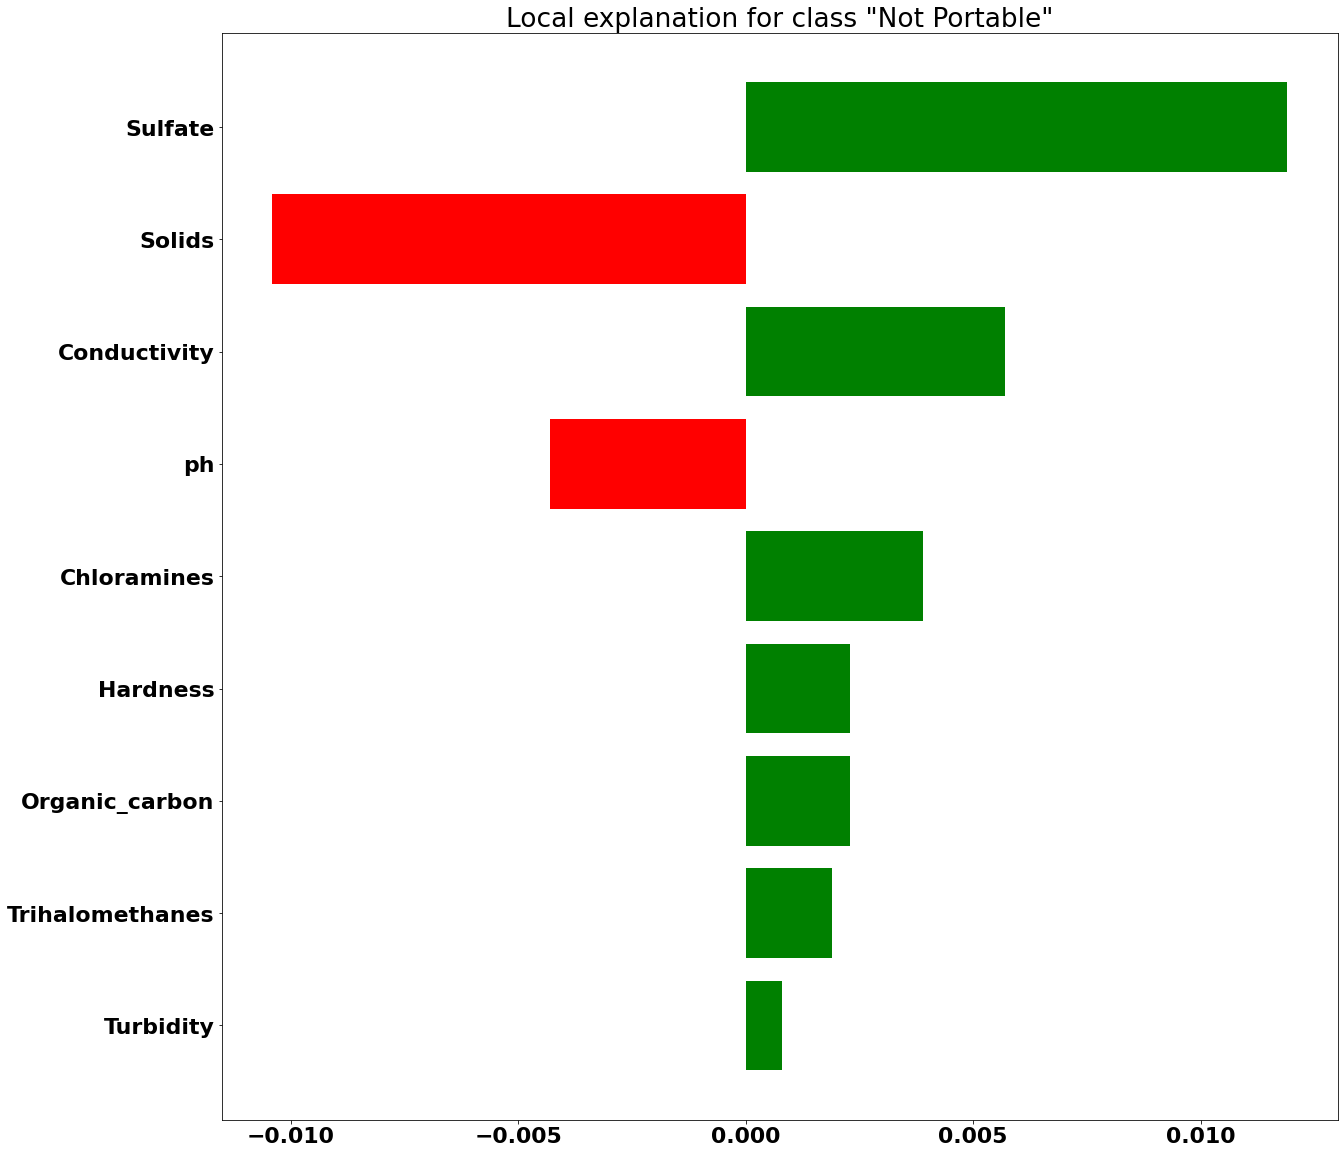 Local explanation for class "Not Portable"
Sulfate
Solids
Conductivity
ph
Chloramines
Hardness
Organic_carbon
Trihalomethanes
Turbidity
−0.010 −0.005 0.000 0.005 0.010